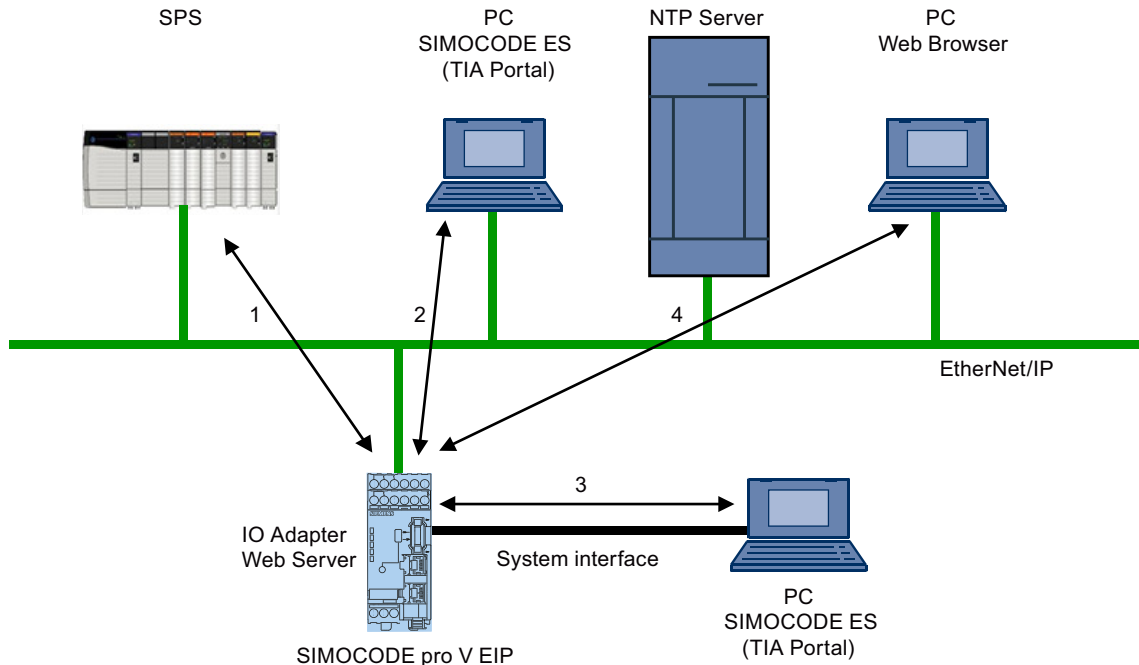 SPS
PC
SIMOCODE ES
(TIA Portal)
NTP Server
PC
Web Browser
1
2
4
EtherNet/IP
3
IO Adapter
Web Server
System interface
PC
SIMOCODE ES
(TIA Portal)
SIMOCODE pro V EIP